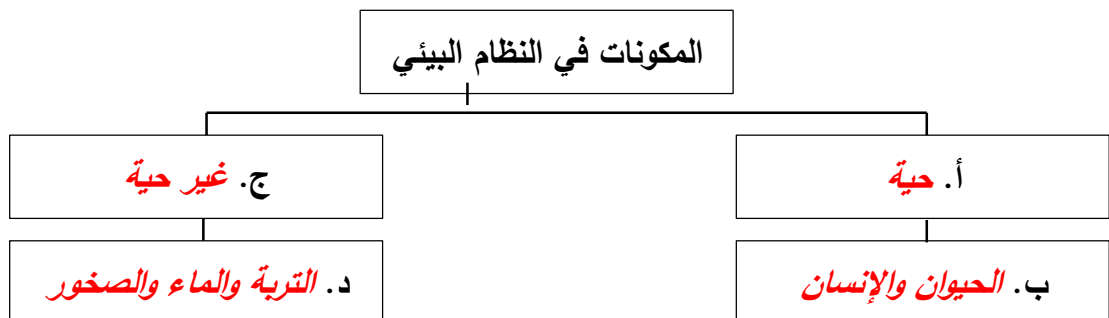 المكونات في النظام البيئي
أ. حية
ج. غير حية
ب. الحيوان والإنسان
د. التربة والماء والصخور